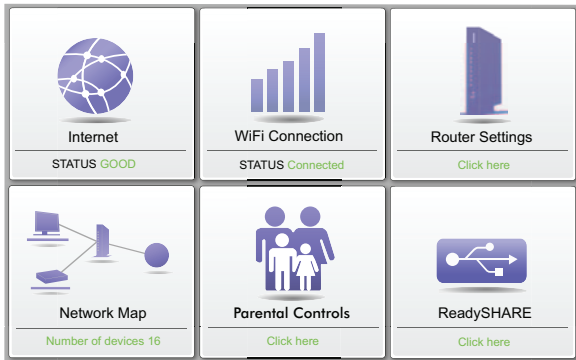 Internet
STATUS GOOD
WiFi Connection
STATUS Connected
Router Settings
Click here
Network Map
Number of devices 16
Parental Controls
Click here
ReadySHARE
Click here